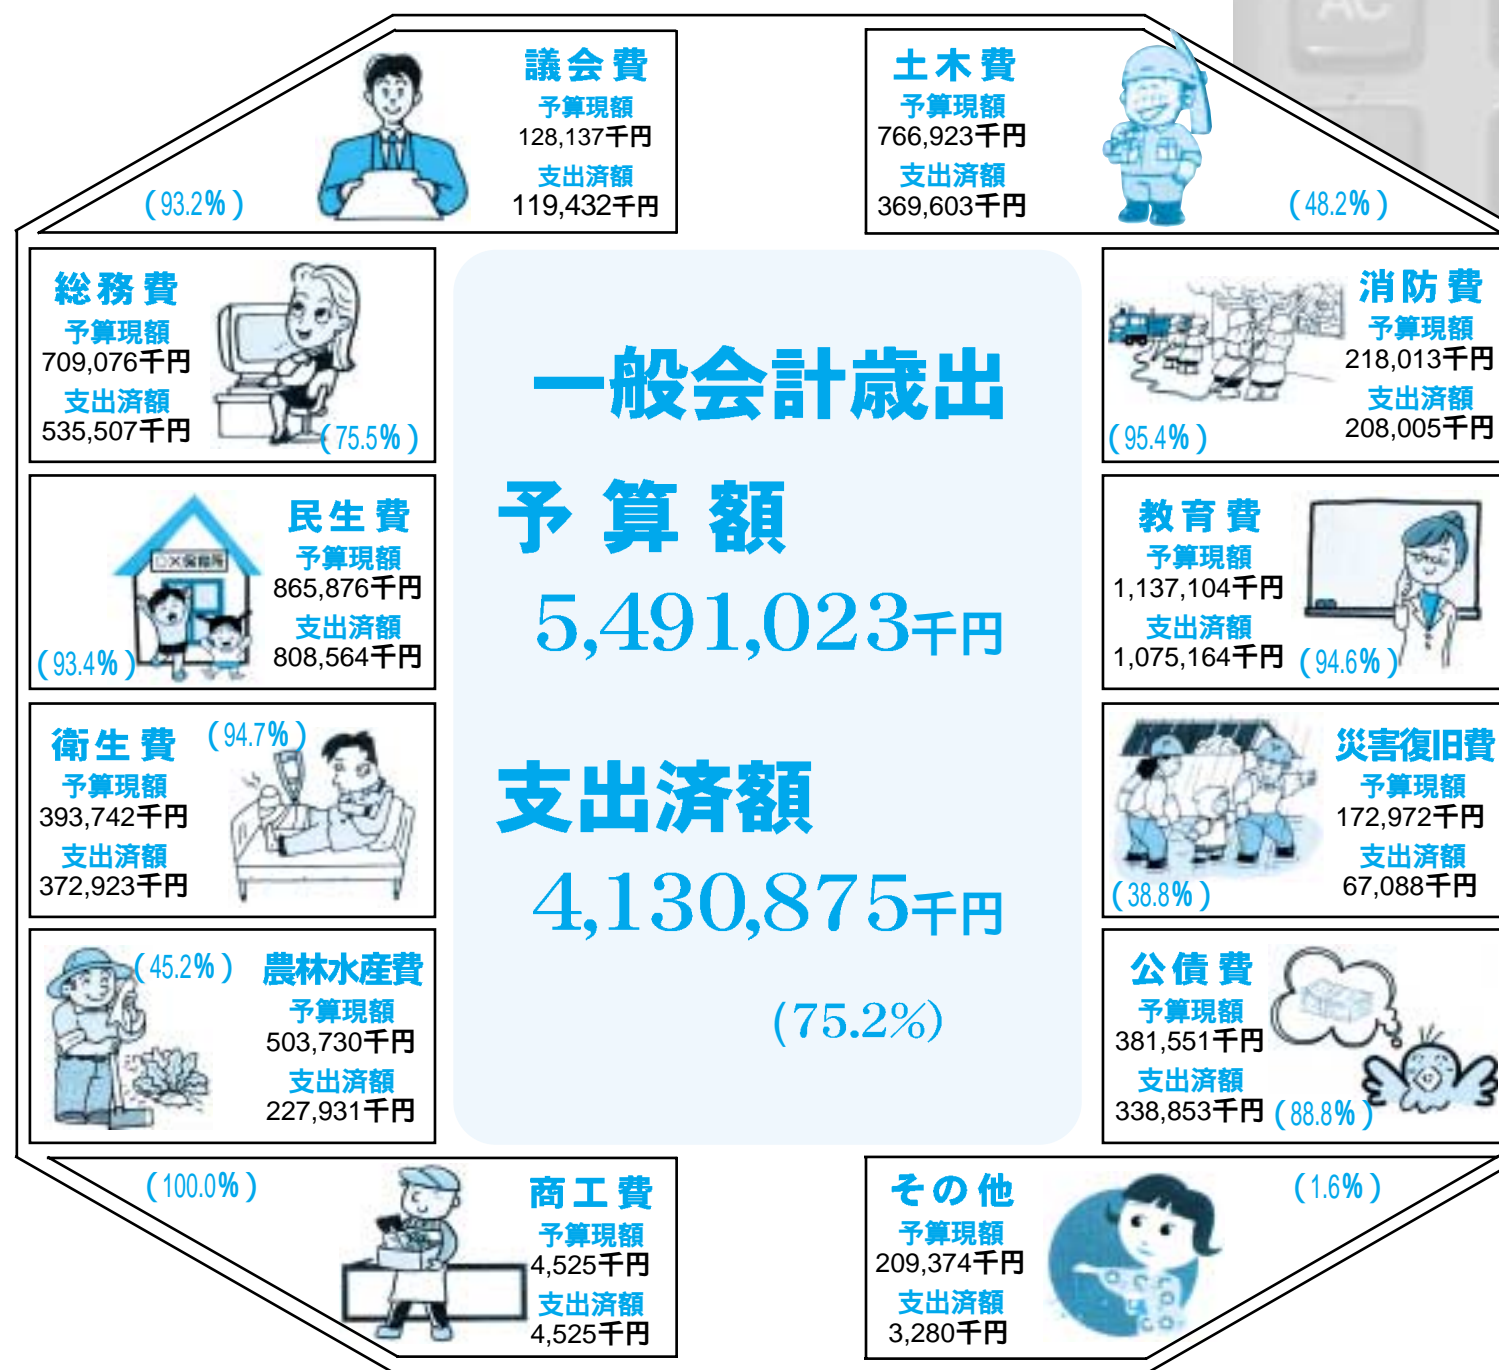 議会費
予算現額
128,137千円
支出済額
119,432千円
(93.2%)
土木費
予算現額
766,923千円
支出済額
369,603千円
(48.2%)
AC
総務費
予算現額
709,076千円
支出済額
535,507千円
(75.5%)
民生費
予算現額
865,876千円
支出済額
808,564千円
(93.4%)
衛生費
(94.7%)
予算現額
393,742千円
支出済額
372,923千円
(45.2%)
農林水産費
予算現額
503,730千円
支出済額
227,931千円
(100.0%)
商工費
予算現額
4,525千円
支出済額
4,525千円
一般会計歳出
予算額
5,491,023千円
支出済額
4,130,875千円
(75.2%)
消防費
予算現額
218,013千円
支出済額
208,005千円
(95.4%)
教育費
予算現額
1,137,104千円
支出済額
1,075,164千円
(94.6%)
災害復旧費
予算現額
172,972千円
支出済額
67,088千円
(38.8%)
公債費
予算現額
381,551千円
支出済額
338,853千円
(88.8%)
その他
予算現額
209,374千円
支出済額
3,280千円
(1.6%)